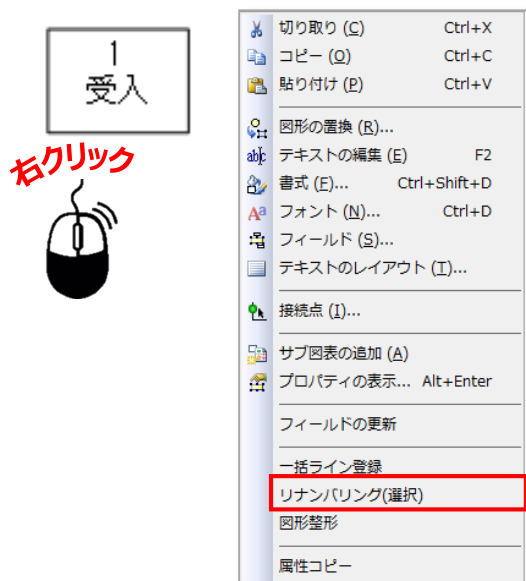 1
受入
右クリック
切り取り (C) Ctrl+X
コピー (O) Ctrl+C
貼り付け (P) Ctrl+V
図形の置換 (R)...
テキストの編集 (E) F2
書式 (F)... Ctrl+Shift+D
フォント (N)... Ctrl+D
フィールド (S)...
テキストのレイアウト (T)...
接続点 (I)...
サブ図表の追加 (A)
プロパティの表示... Alt+Enter
フィールドの更新
一括ライン登録
リナンバリング(選択)
図形整形
属性コピー